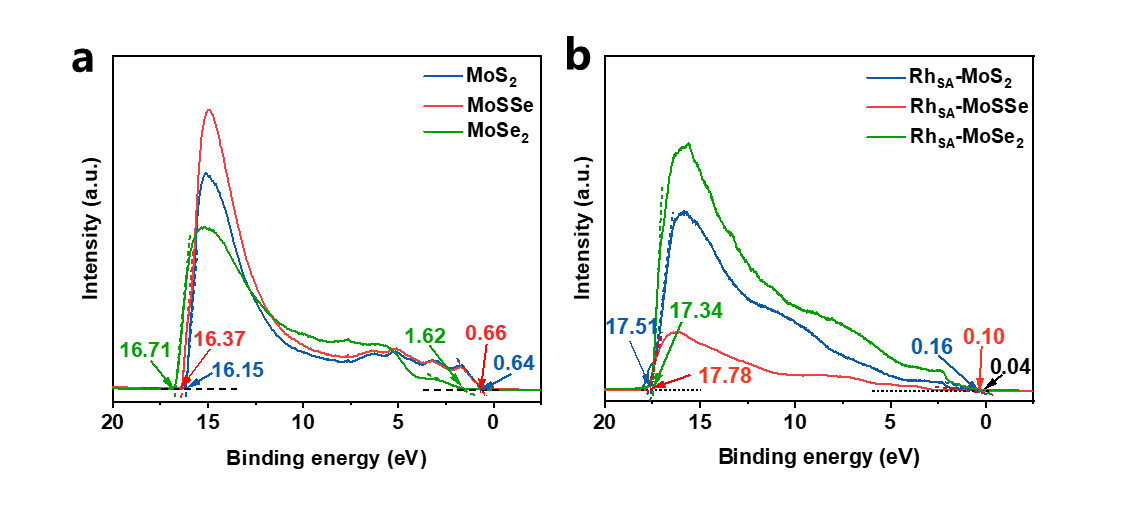 a
MoS2
MoSSe
MoSe2
Intensity (a.u.)
16.71
16.37
16.15
1.62
0.66
0.64
20 15 10 5 0
Binding energy (eV)
b
RhSA-MoS2
RhSA-MoSSe
RhSA-MoSe2
Intensity (a.u.)
17.51
17.34
17.78
0.16
0.10
0.04
20 15 10 5 0
Binding energy (eV)